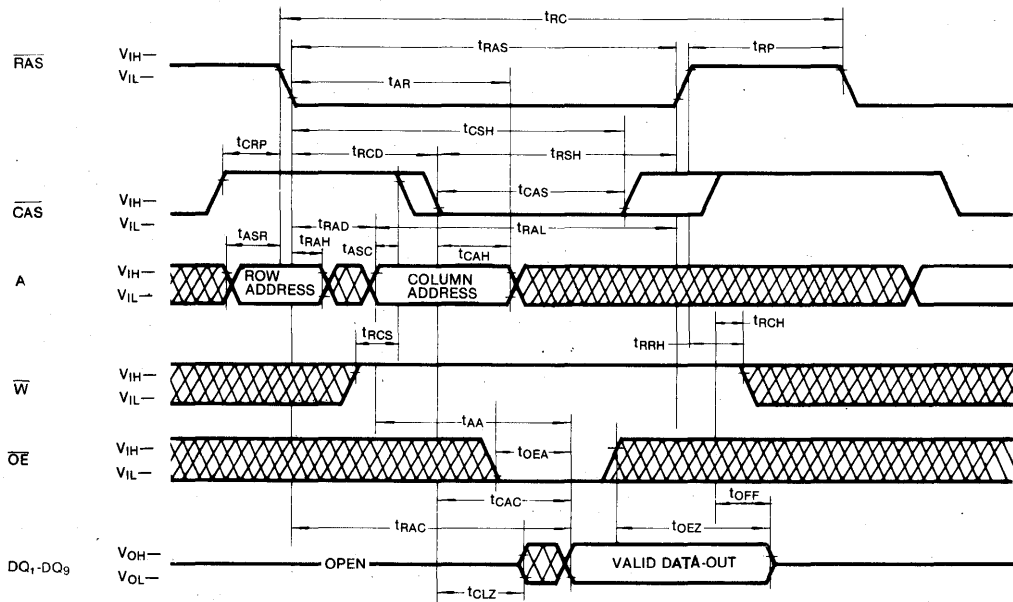 tRC
tRAS
tRP
RAS
VIH—
VIL—
tAR
tCSH
tCRP
tRCD
tRSH
tCAS
CAS
VIH—
VIL—
tRAD
tRAL
tASR
tRAH
tASC
tCAH
A
VIH—
VIL—
ROW
ADDRESS
COLUMN
ADDRESS
tRCS
tRCH
tRRH
W
VIH—
VIL—
tAA
tOEA
OE
VIH—
VIL—
tCAC
tOFF
tRAC
tOEZ
DQ1-DQ9
VOH—
VOL—
OPEN
VALID DATA-OUT
tCLZ